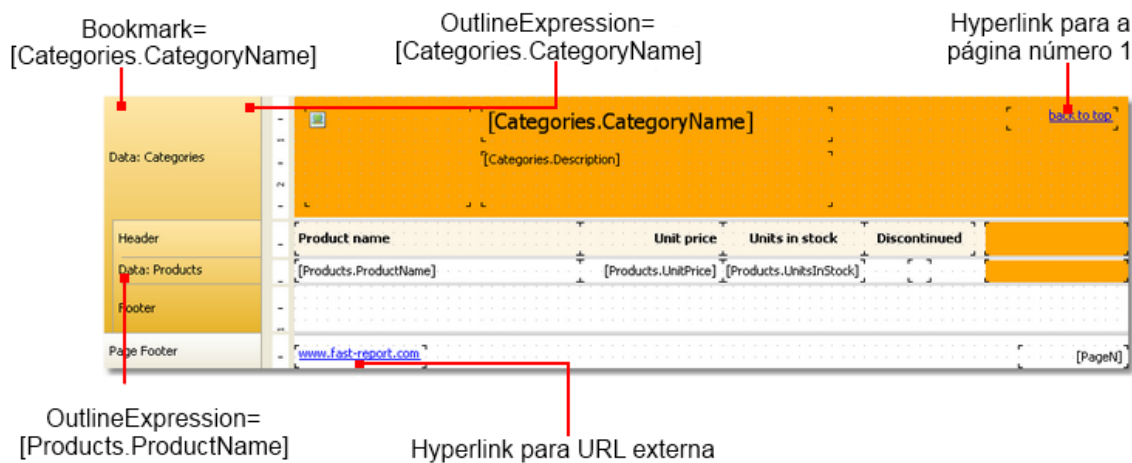 Bookmark=
[Categories.CategoryName]
OutlineExpression=
[Categories.CategoryName]
Hyperlink para a
página número 1
Data: Categories
[Categories.CategoryName]
back to top
[Categories.Description]
1
2
Header
Product name Unit price Units in stock Discontinued
Data: Products
[Products.ProductName] [Products.UnitPrice] [Products.UnitsInStock]
Footer
Page Footer
www.fast-report.com
[PageN]
OutlineExpression=
[Products.ProductName]
Hyperlink para URL externa